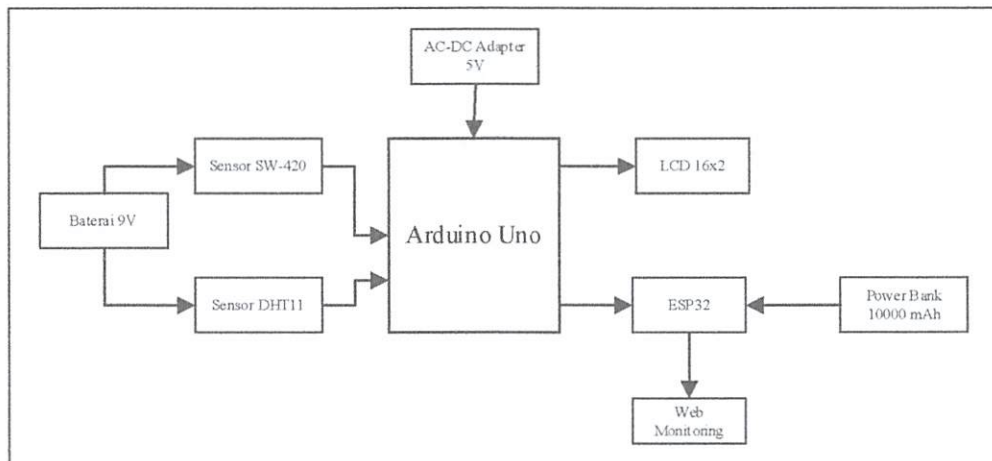 AC-DC Adapter
5V
Sensor SW-420
LCD 16x2
Baterai 9V
Arduino Uno
Sensor DHT11
ESP32
Power Bank
10000 mAh
Web
Monitoring